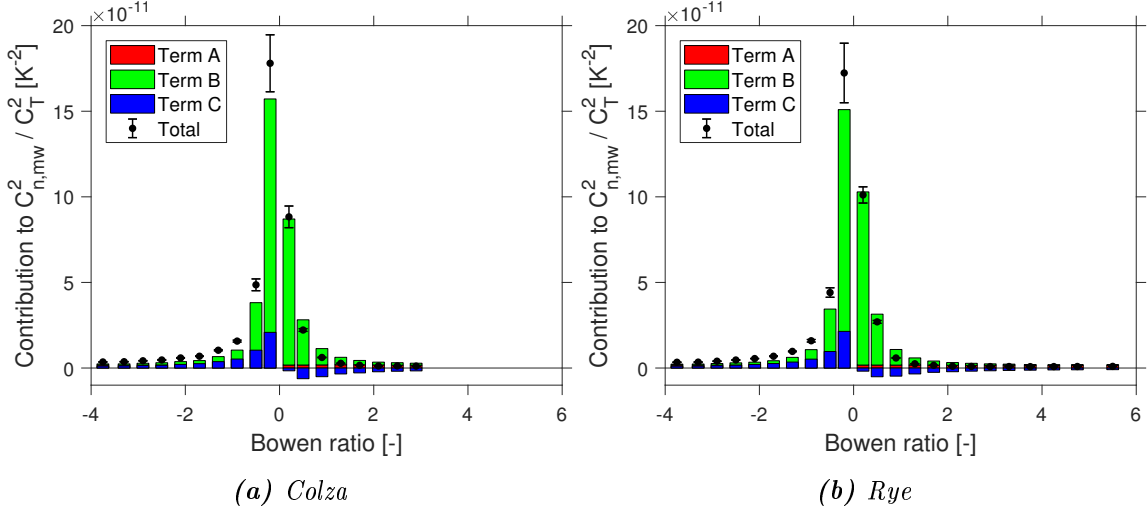 ×10⁻¹¹
20
15
10
5
0
Term A
Term B
Term C
Total
Contribution to C²n,mw / C²T [K⁻²]
-4 -2 0 2 4 6
Bowen ratio [-]
(a) Colza
×10⁻¹¹
20
15
10
5
0
Term A
Term B
Term C
Total
Contribution to C²n,mw / C²T [K⁻²]
-4 -2 0 2 4 6
Bowen ratio [-]
(b) Rye